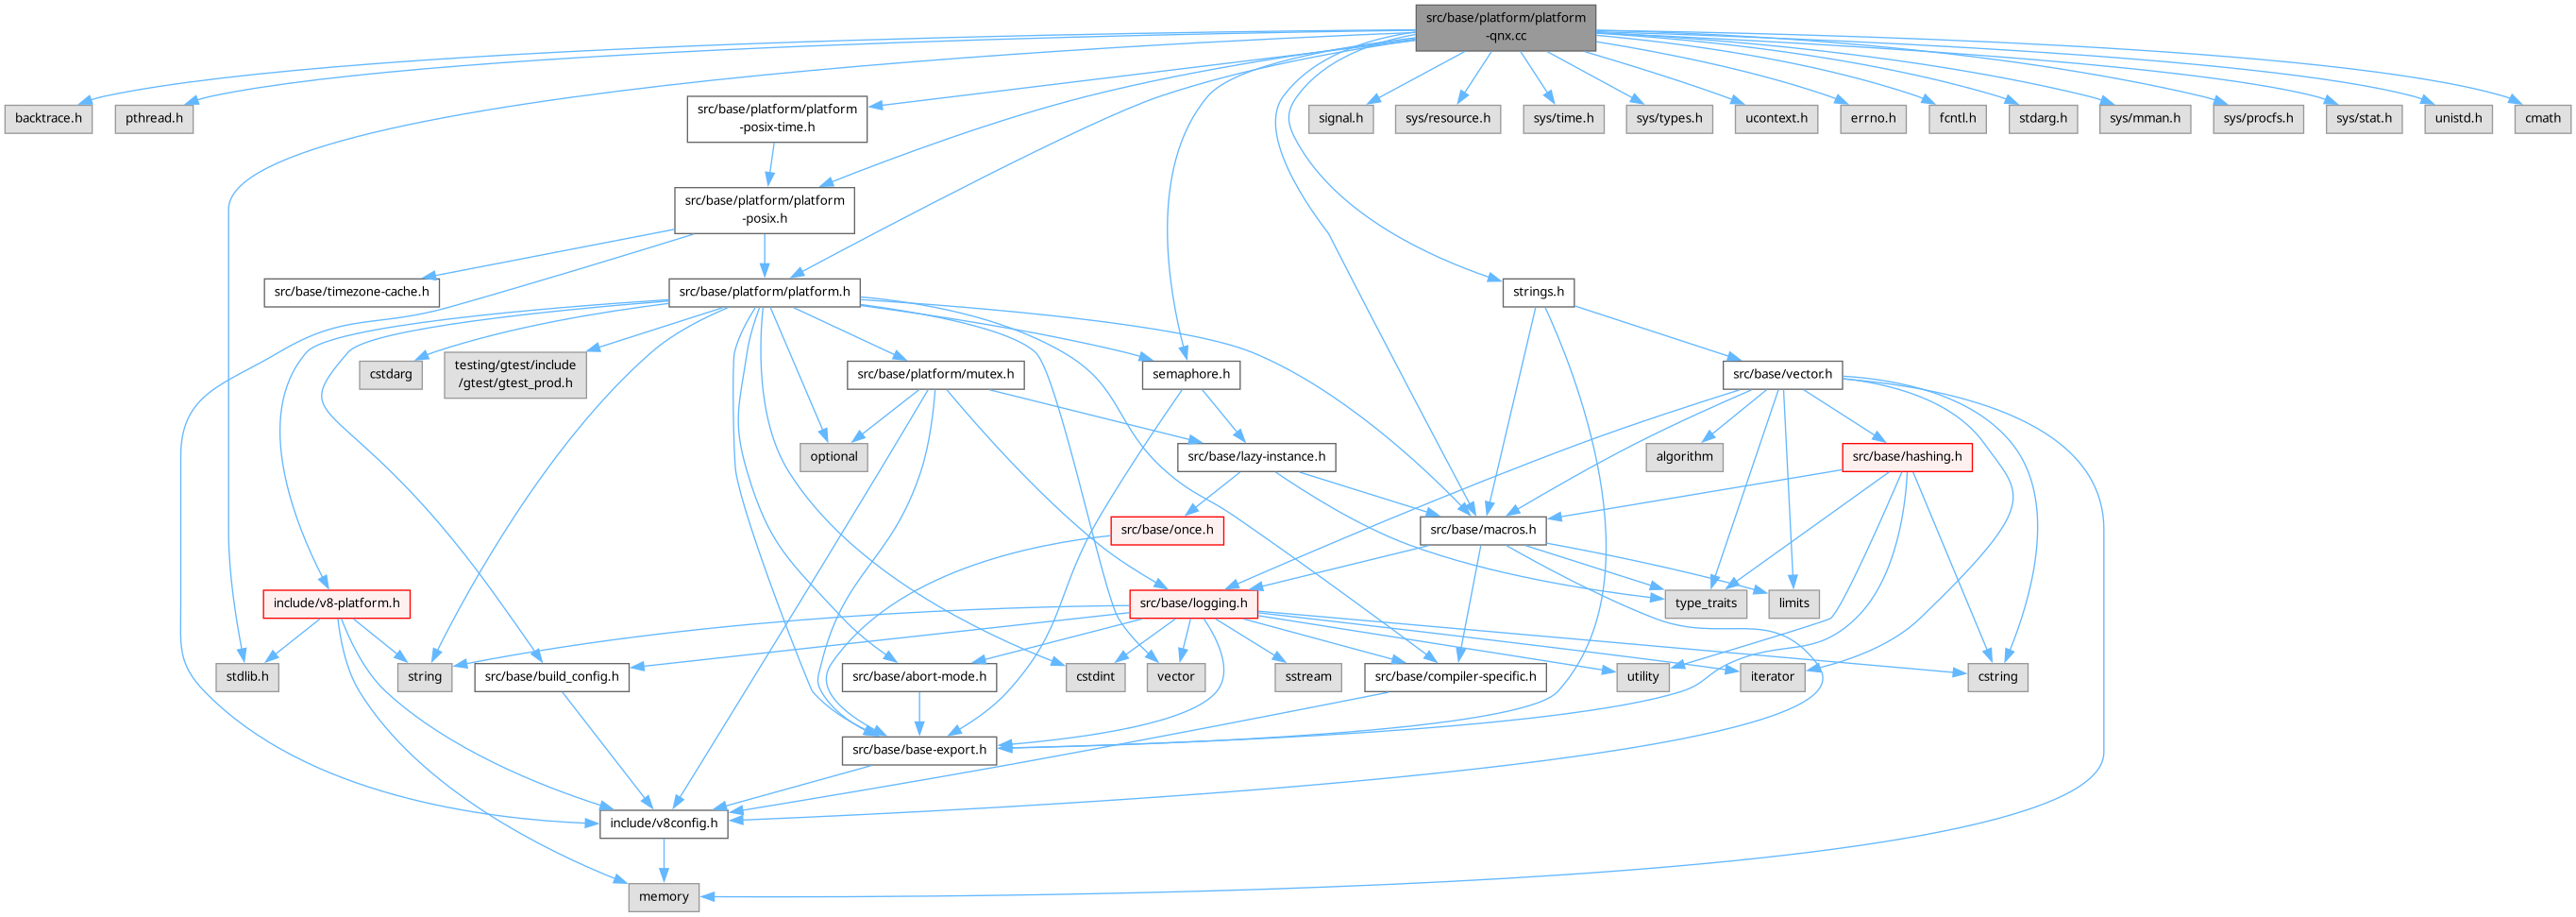 src/base/platform/platform
-qnx.cc
backtrace.h
pthread.h
src/base/platform/platform
-posix-time.h
signal.h
sys/resource.h
sys/time.h
sys/types.h
ucontext.h
errno.h
fcntl.h
stdarg.h
sys/mman.h
sys/procfs.h
sys/stat.h
unistd.h
cmath
src/base/platform/platform
-posix.h
src/base/timezone-cache.h
src/base/platform/platform.h
strings.h
cstdarg
testing/gtest/include
/gtest/gtest_prod.h
src/base/platform/mutex.h
semaphore.h
src/base/vector.h
optional
src/base/lazy-instance.h
algorithm
src/base/hashing.h
src/base/once.h
src/base/macros.h
include/v8-platform.h
src/base/logging.h
type_traits
limits
stdlib.h
string
src/base/build_config.h
src/base/abort-mode.h
cstdint
vector
sstream
src/base/compiler-specific.h
utility
iterator
cstring
src/base/base-export.h
include/v8config.h
memory